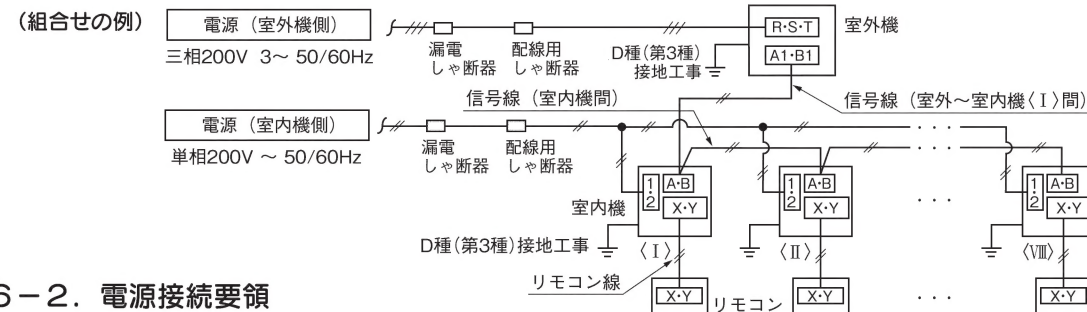 (組合せの例)
電源 (室外機側)
三相200V 3~ 50/60Hz
漏電
しゃ断器
配線用
しゃ断器
D種(第3種)
接地工事
R・S・T
A1・B1
室外機
信号線 (室内機間)
信号線 (室外~室内機〈Ⅰ〉間)
電源 (室内機側)
単相200V ~ 50/60Hz
漏電
しゃ断器
配線用
しゃ断器
・・・
・・・
1・2
A・B
X・Y
1・2
A・B
X・Y
・・・
1・2
A・B
X・Y
室内機
D種(第3種)接地工事
〈Ⅰ〉
〈Ⅱ〉
〈Ⅷ〉
リモコン線
X・Y
リモコン
X・Y
・・・
X・Y
6-2. 電源接続要領